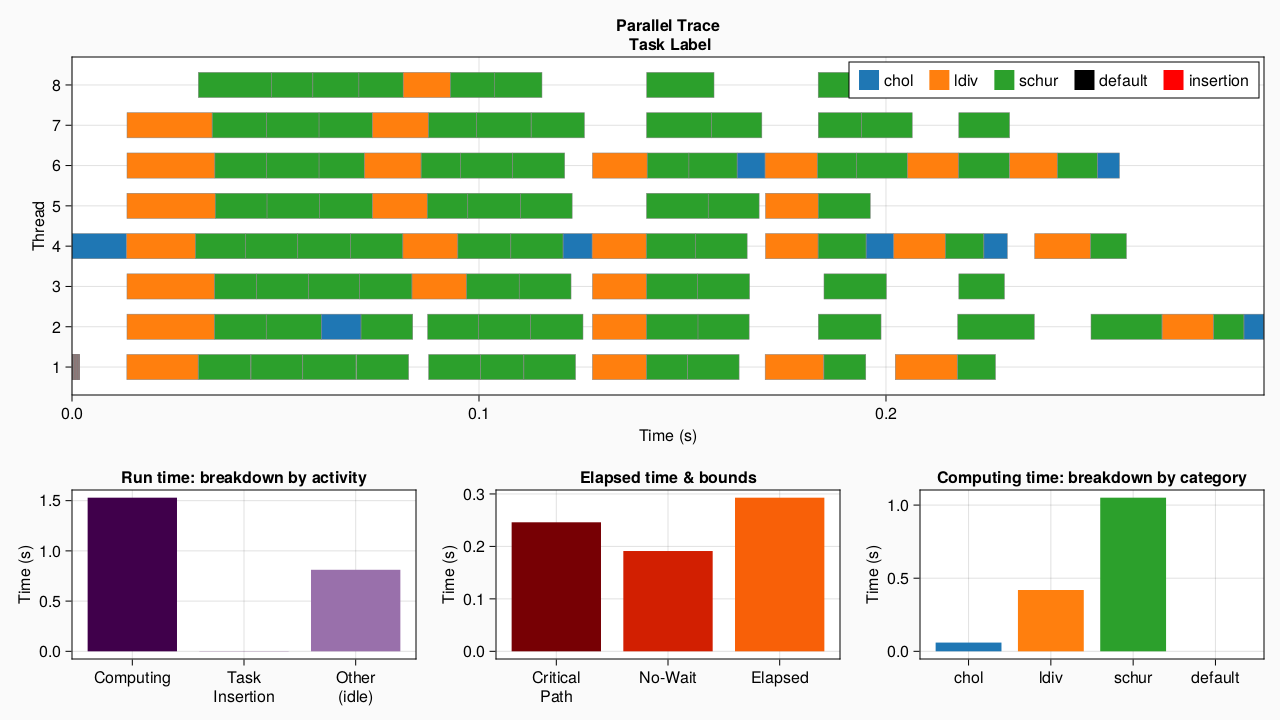 Parallel Trace
Task Label
chol
ldiv
schur
default
insertion
8
7
6
5
4
3
2
1
Thread
0.0
0.1
0.2
Time (s)
Run time: breakdown by activity
1.5
1.0
0.5
0.0
Time (s)
Computing
Task
Insertion
Other
(idle)
Elapsed time & bounds
0.3
0.2
0.1
0.0
Time (s)
Critical
Path
No-Wait
Elapsed
Computing time: breakdown by category
1.0
0.5
0.0
Time (s)
chol
ldiv
schur
default